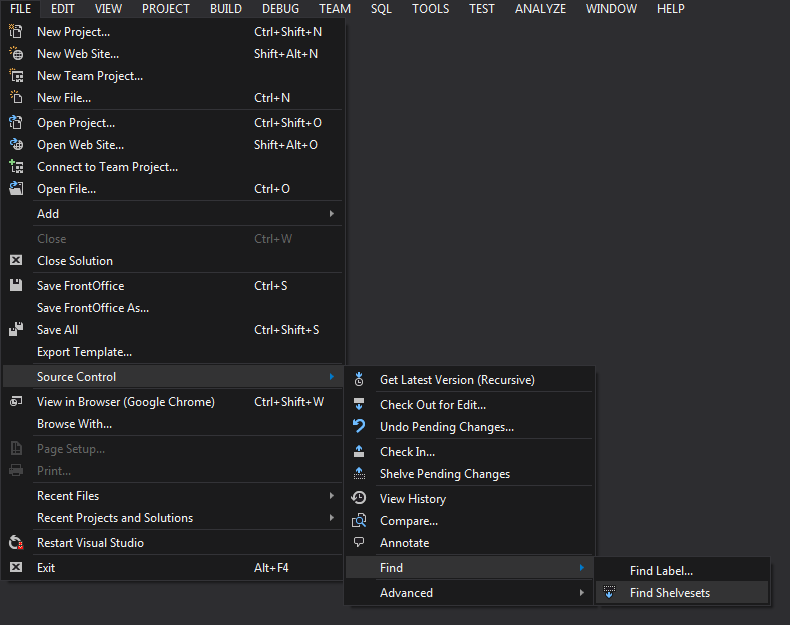 FILE EDIT VIEW PROJECT BUILD DEBUG TEAM SQL TOOLS TEST ANALYZE WINDOW HELP
New Project... Ctrl+Shift+N
New Web Site... Shift+Alt+N
New Team Project...
New File... Ctrl+N
Open Project... Ctrl+Shift+O
Open Web Site... Shift+Alt+O
Connect to Team Project...
Open File... Ctrl+O
Add
Close Ctrl+W
Close Solution
Save FrontOffice Ctrl+S
Save FrontOffice As...
Save All Ctrl+Shift+S
Export Template...
Source Control
View in Browser (Google Chrome) Ctrl+Shift+W
Browse With...
Page Setup...
Print...
Recent Files
Recent Projects and Solutions
Restart Visual Studio
Exit Alt+F4
Get Latest Version (Recursive)
Check Out for Edit...
Undo Pending Changes...
Check In...
Shelve Pending Changes
View History
Compare...
Annotate
Find
Advanced
Find Label...
Find Shelvesets